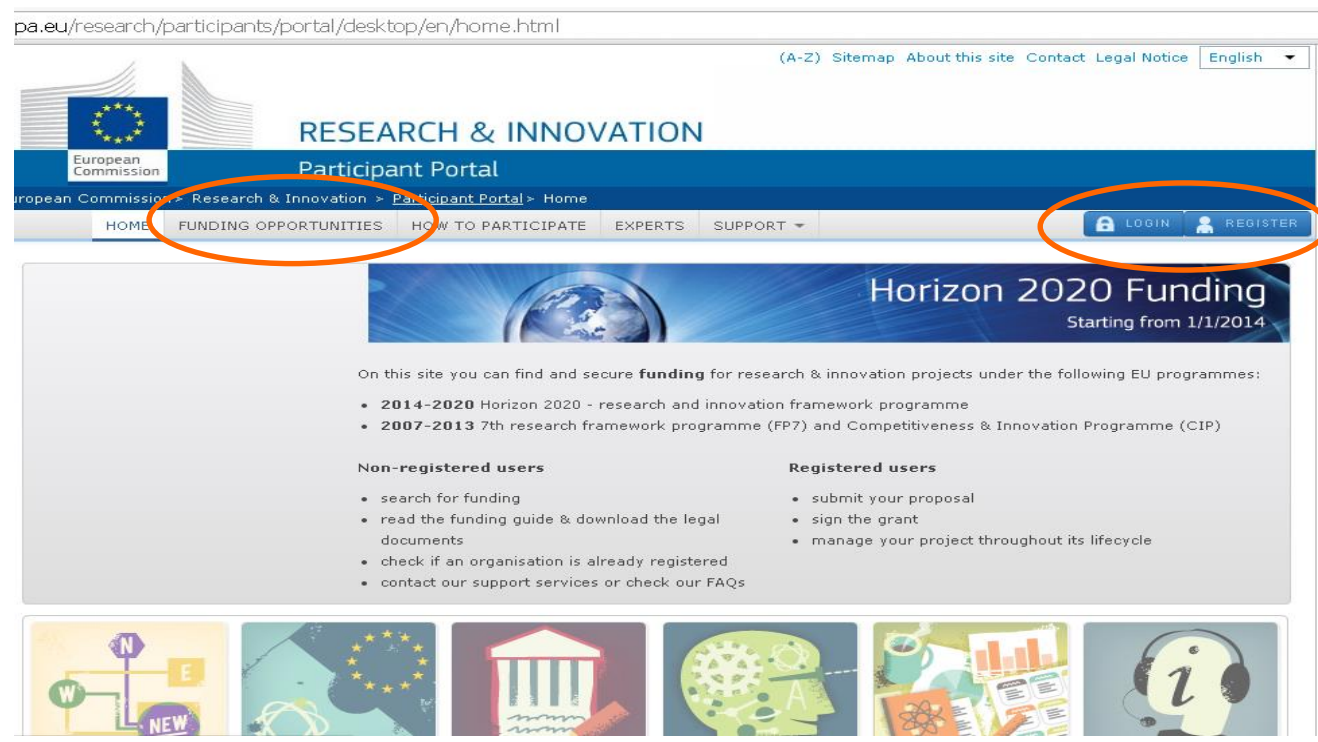 pa.eu/research/participants/portal/desktop/en/home.html
(A-Z) Sitemap About this site Contact Legal Notice English
RESEARCH & INNOVATION
European
Commission
Participant Portal
uropean Commission > Research & Innovation > Participant Portal > Home
HOME FUNDING OPPORTUNITIES HOW TO PARTICIPATE EXPERTS SUPPORT LOGIN REGISTER
Horizon 2020 Funding
Starting from 1/1/2014
On this site you can find and secure funding for research & innovation projects under the following EU programmes:
• 2014-2020 Horizon 2020 - research and innovation framework programme
• 2007-2013 7th research framework programme (FP7) and Competitiveness & Innovation Programme (CIP)
Non-registered users
• search for funding
• read the funding guide & download the legal
documents
• check if an organisation is already registered
• contact our support services or check our FAQs
Registered users
• submit your proposal
• sign the grant
• manage your project throughout its lifecycle
N
E
W
NEW
A
i